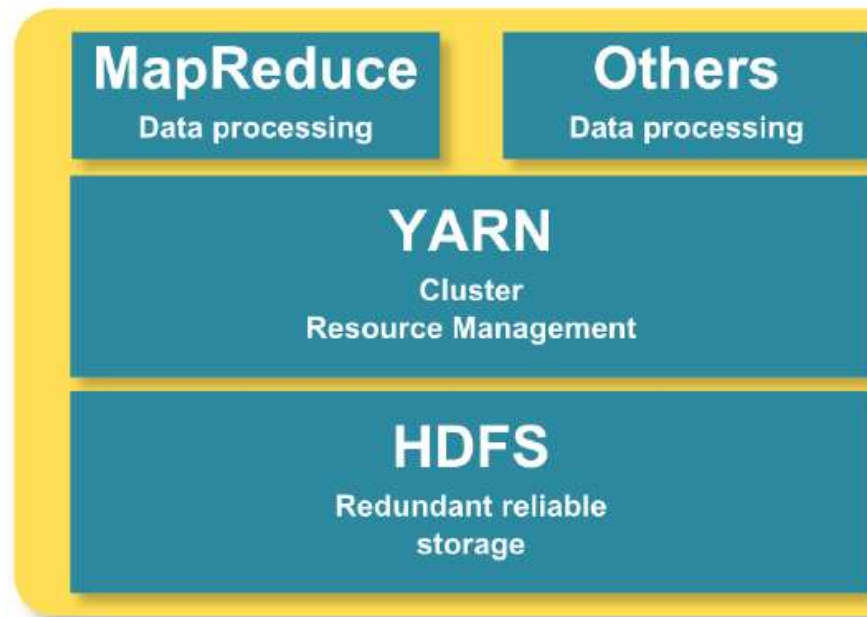 MapReduce
Data processing
Others
Data processing
YARN
Cluster
Resource Management
HDFS
Redundant reliable
storage